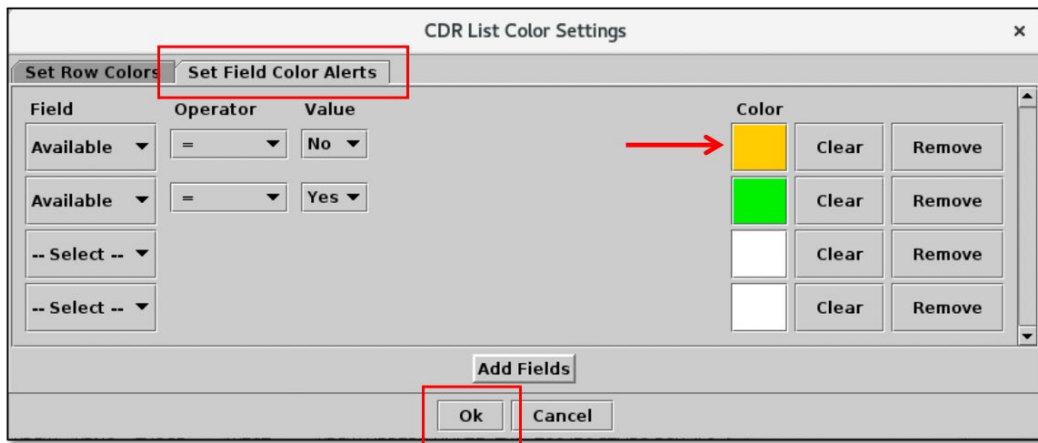 CDR List Color Settings ×
Set Row Colors Set Field Color Alerts
Field Operator Value Color
Available = No Clear Remove
Available = Yes Clear Remove
-- Select -- Clear Remove
-- Select -- Clear Remove
Add Fields
Ok Cancel